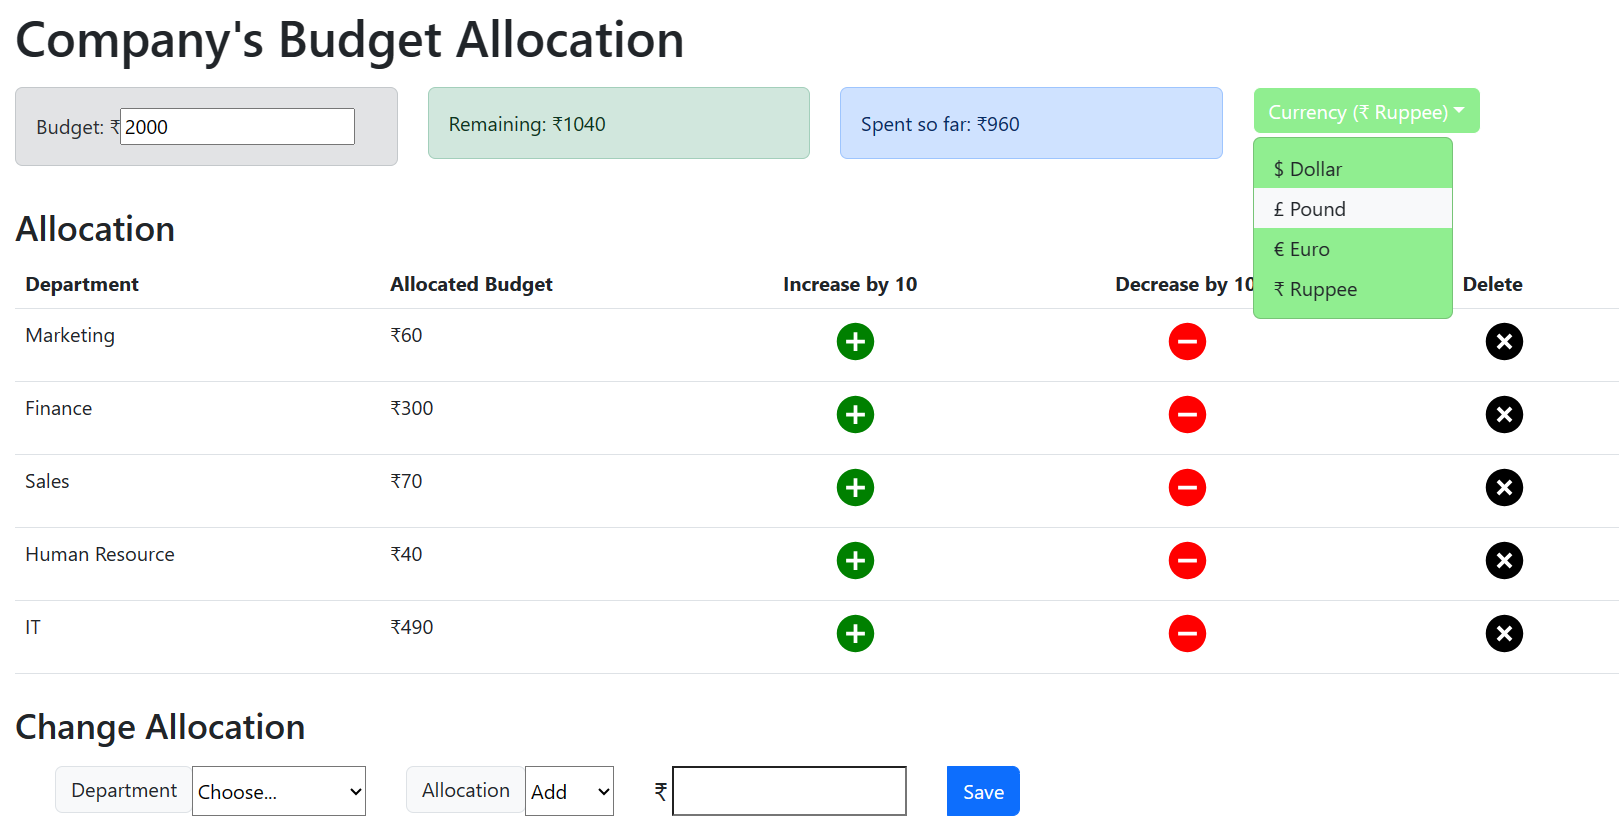 Company's Budget Allocation
Budget: ₹ 2000
Remaining: ₹1040
Spent so far: ₹960
Currency (₹ Ruppee)
$ Dollar
£ Pound
€ Euro
₹ Ruppee
Allocation
Department Allocated Budget Increase by 10 Decrease by 10 Delete
Marketing ₹60
Finance ₹300
Sales ₹70
Human Resource ₹40
IT ₹490
Change Allocation
Department Choose... Allocation Add ₹ Save